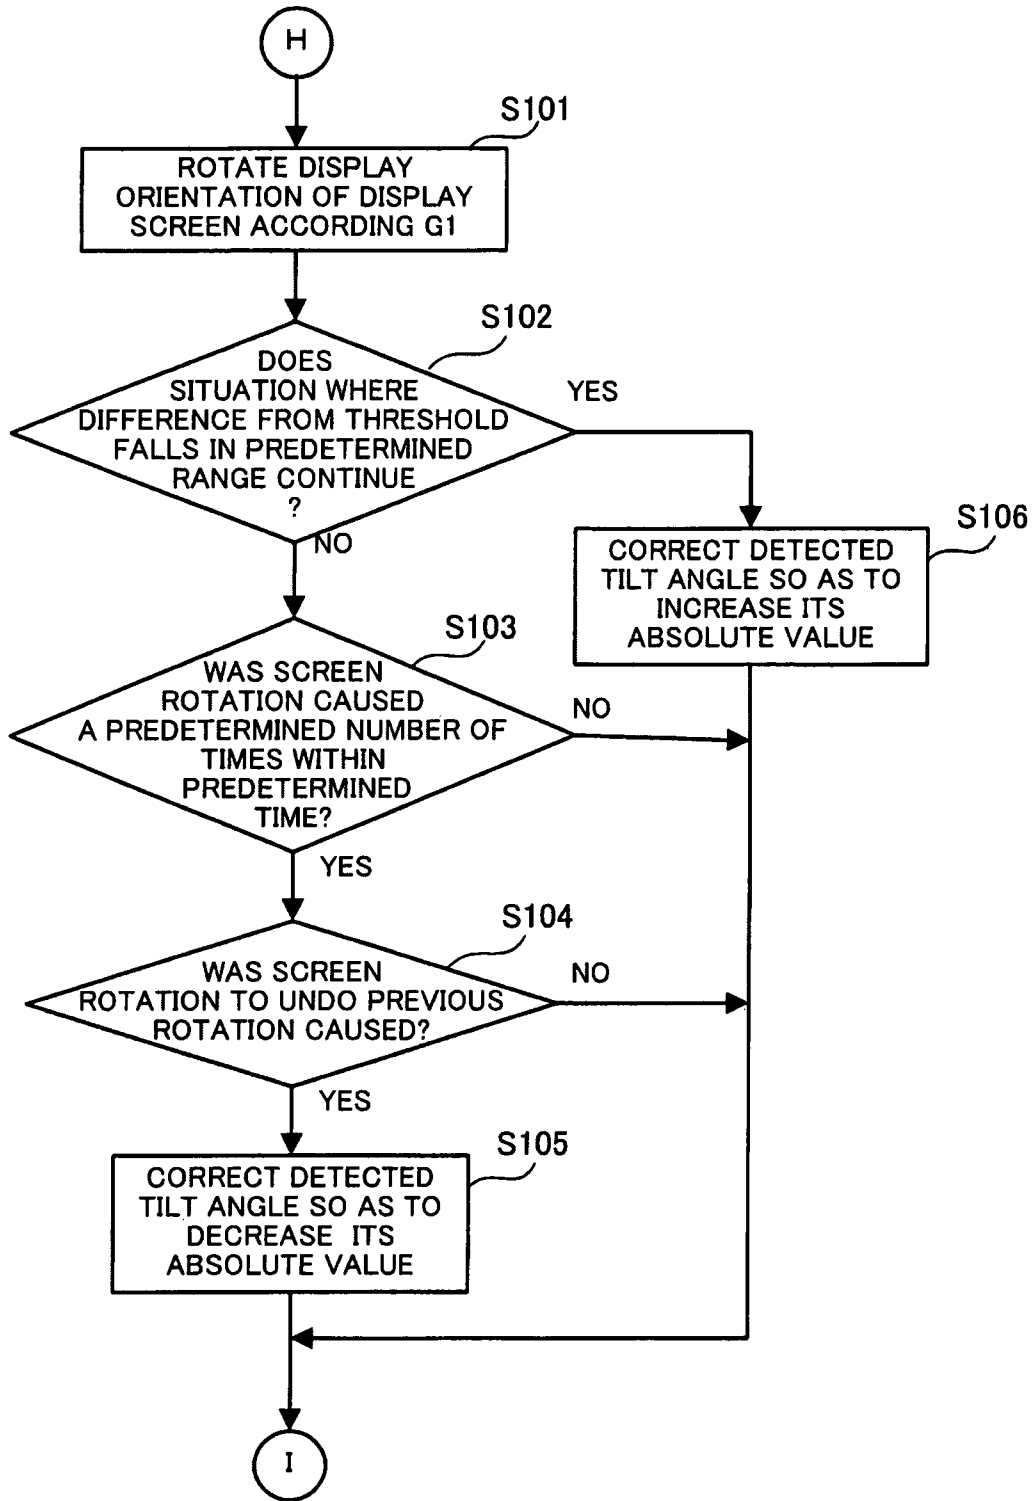 H
S101
ROTATE DISPLAY
ORIENTATION OF DISPLAY
SCREEN ACCORDING G1
S102
DOES
SITUATION WHERE
DIFFERENCE FROM THRESHOLD
FALLS IN PREDETERMINED
RANGE CONTINUE
?
YES
NO
S106
CORRECT DETECTED
TILT ANGLE SO AS TO
INCREASE ITS
ABSOLUTE VALUE
S103
WAS SCREEN
ROTATION CAUSED
A PREDETERMINED NUMBER OF
TIMES WITHIN
PREDETERMINED
TIME?
NO
YES
S104
WAS SCREEN
ROTATION TO UNDO PREVIOUS
ROTATION CAUSED?
NO
YES
S105
CORRECT DETECTED
TILT ANGLE SO AS TO
DECREASE ITS
ABSOLUTE VALUE
I